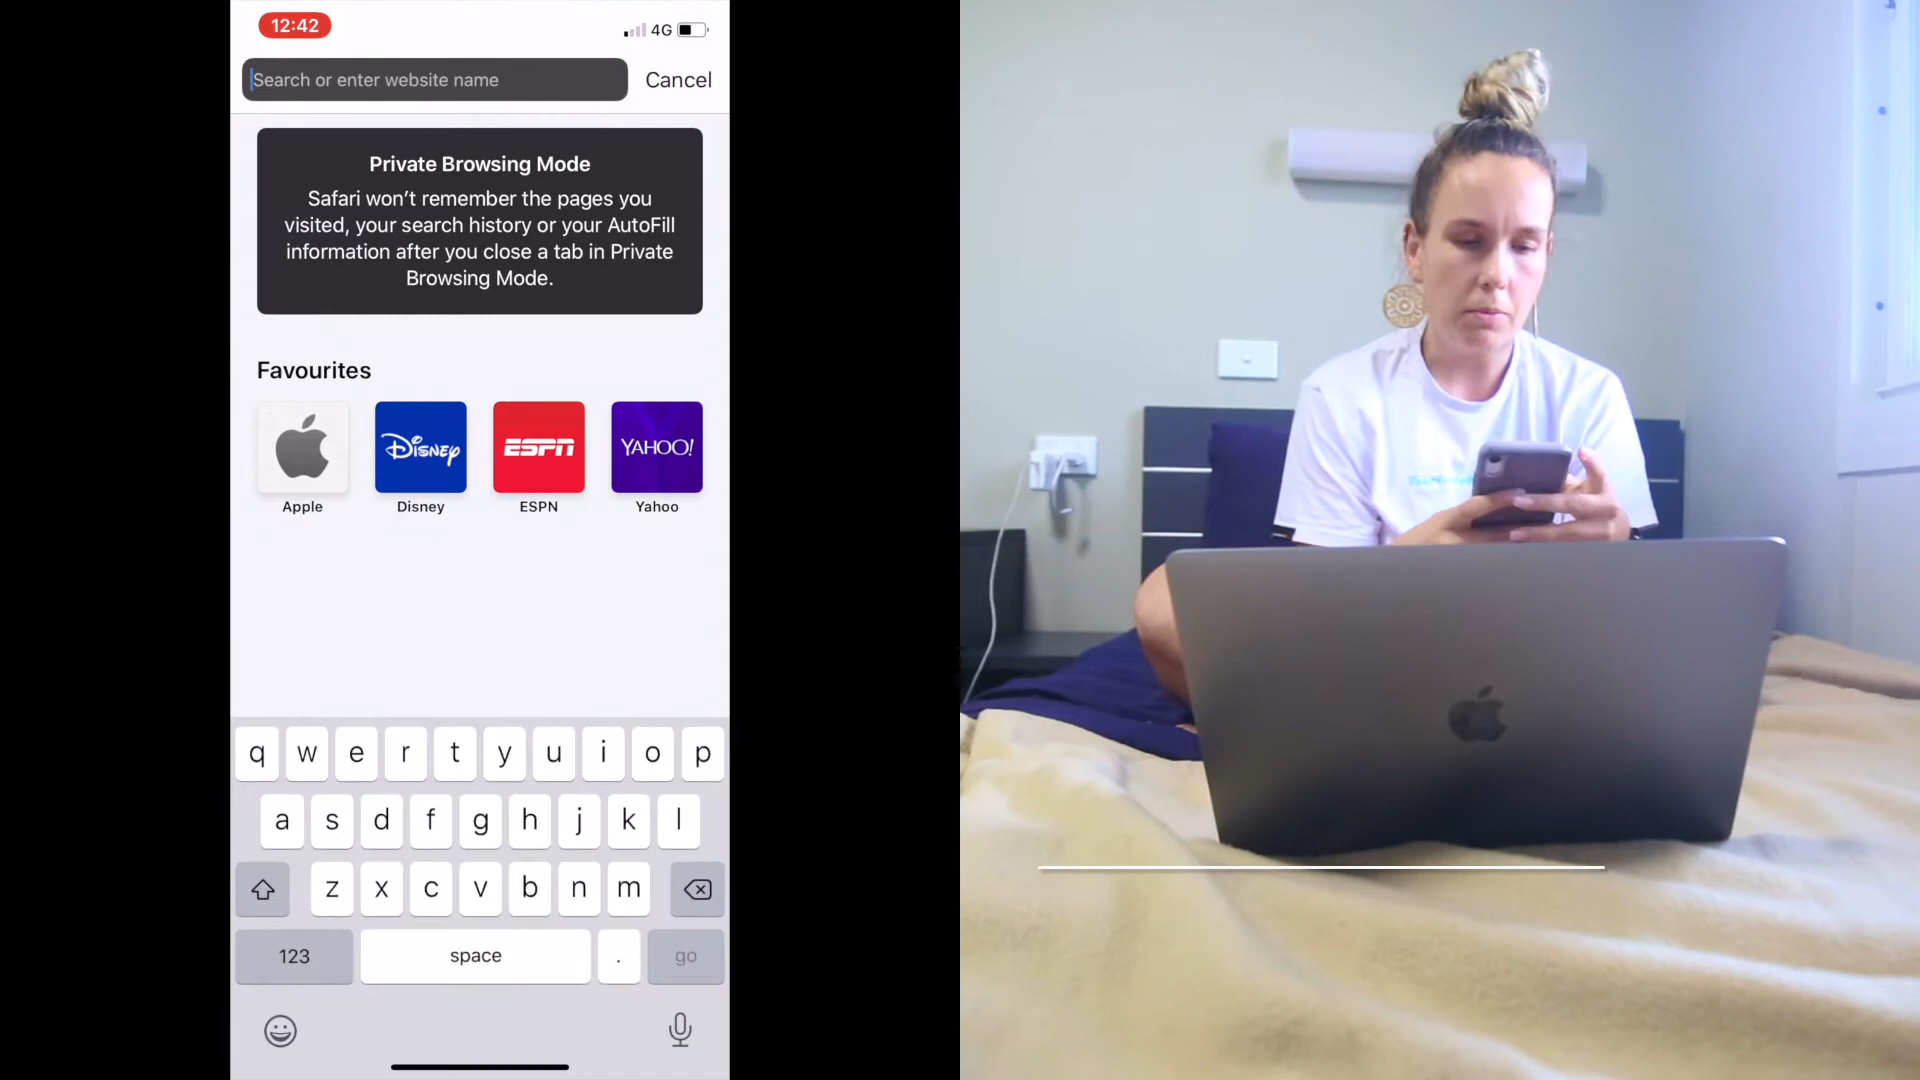 12:42
4G
Search or enter website name
Cancel
Private Browsing Mode
Safari won’t remember the pages you
visited, your search history or your AutoFill
information after you close a tab in Private
Browsing Mode.
Favourites
Disney
ESPN
YAHOO!
Apple
Disney
ESPN
Yahoo
q w e r t y u i o p
a s d f g h j k l
z x c v b n m
123
space
.
go